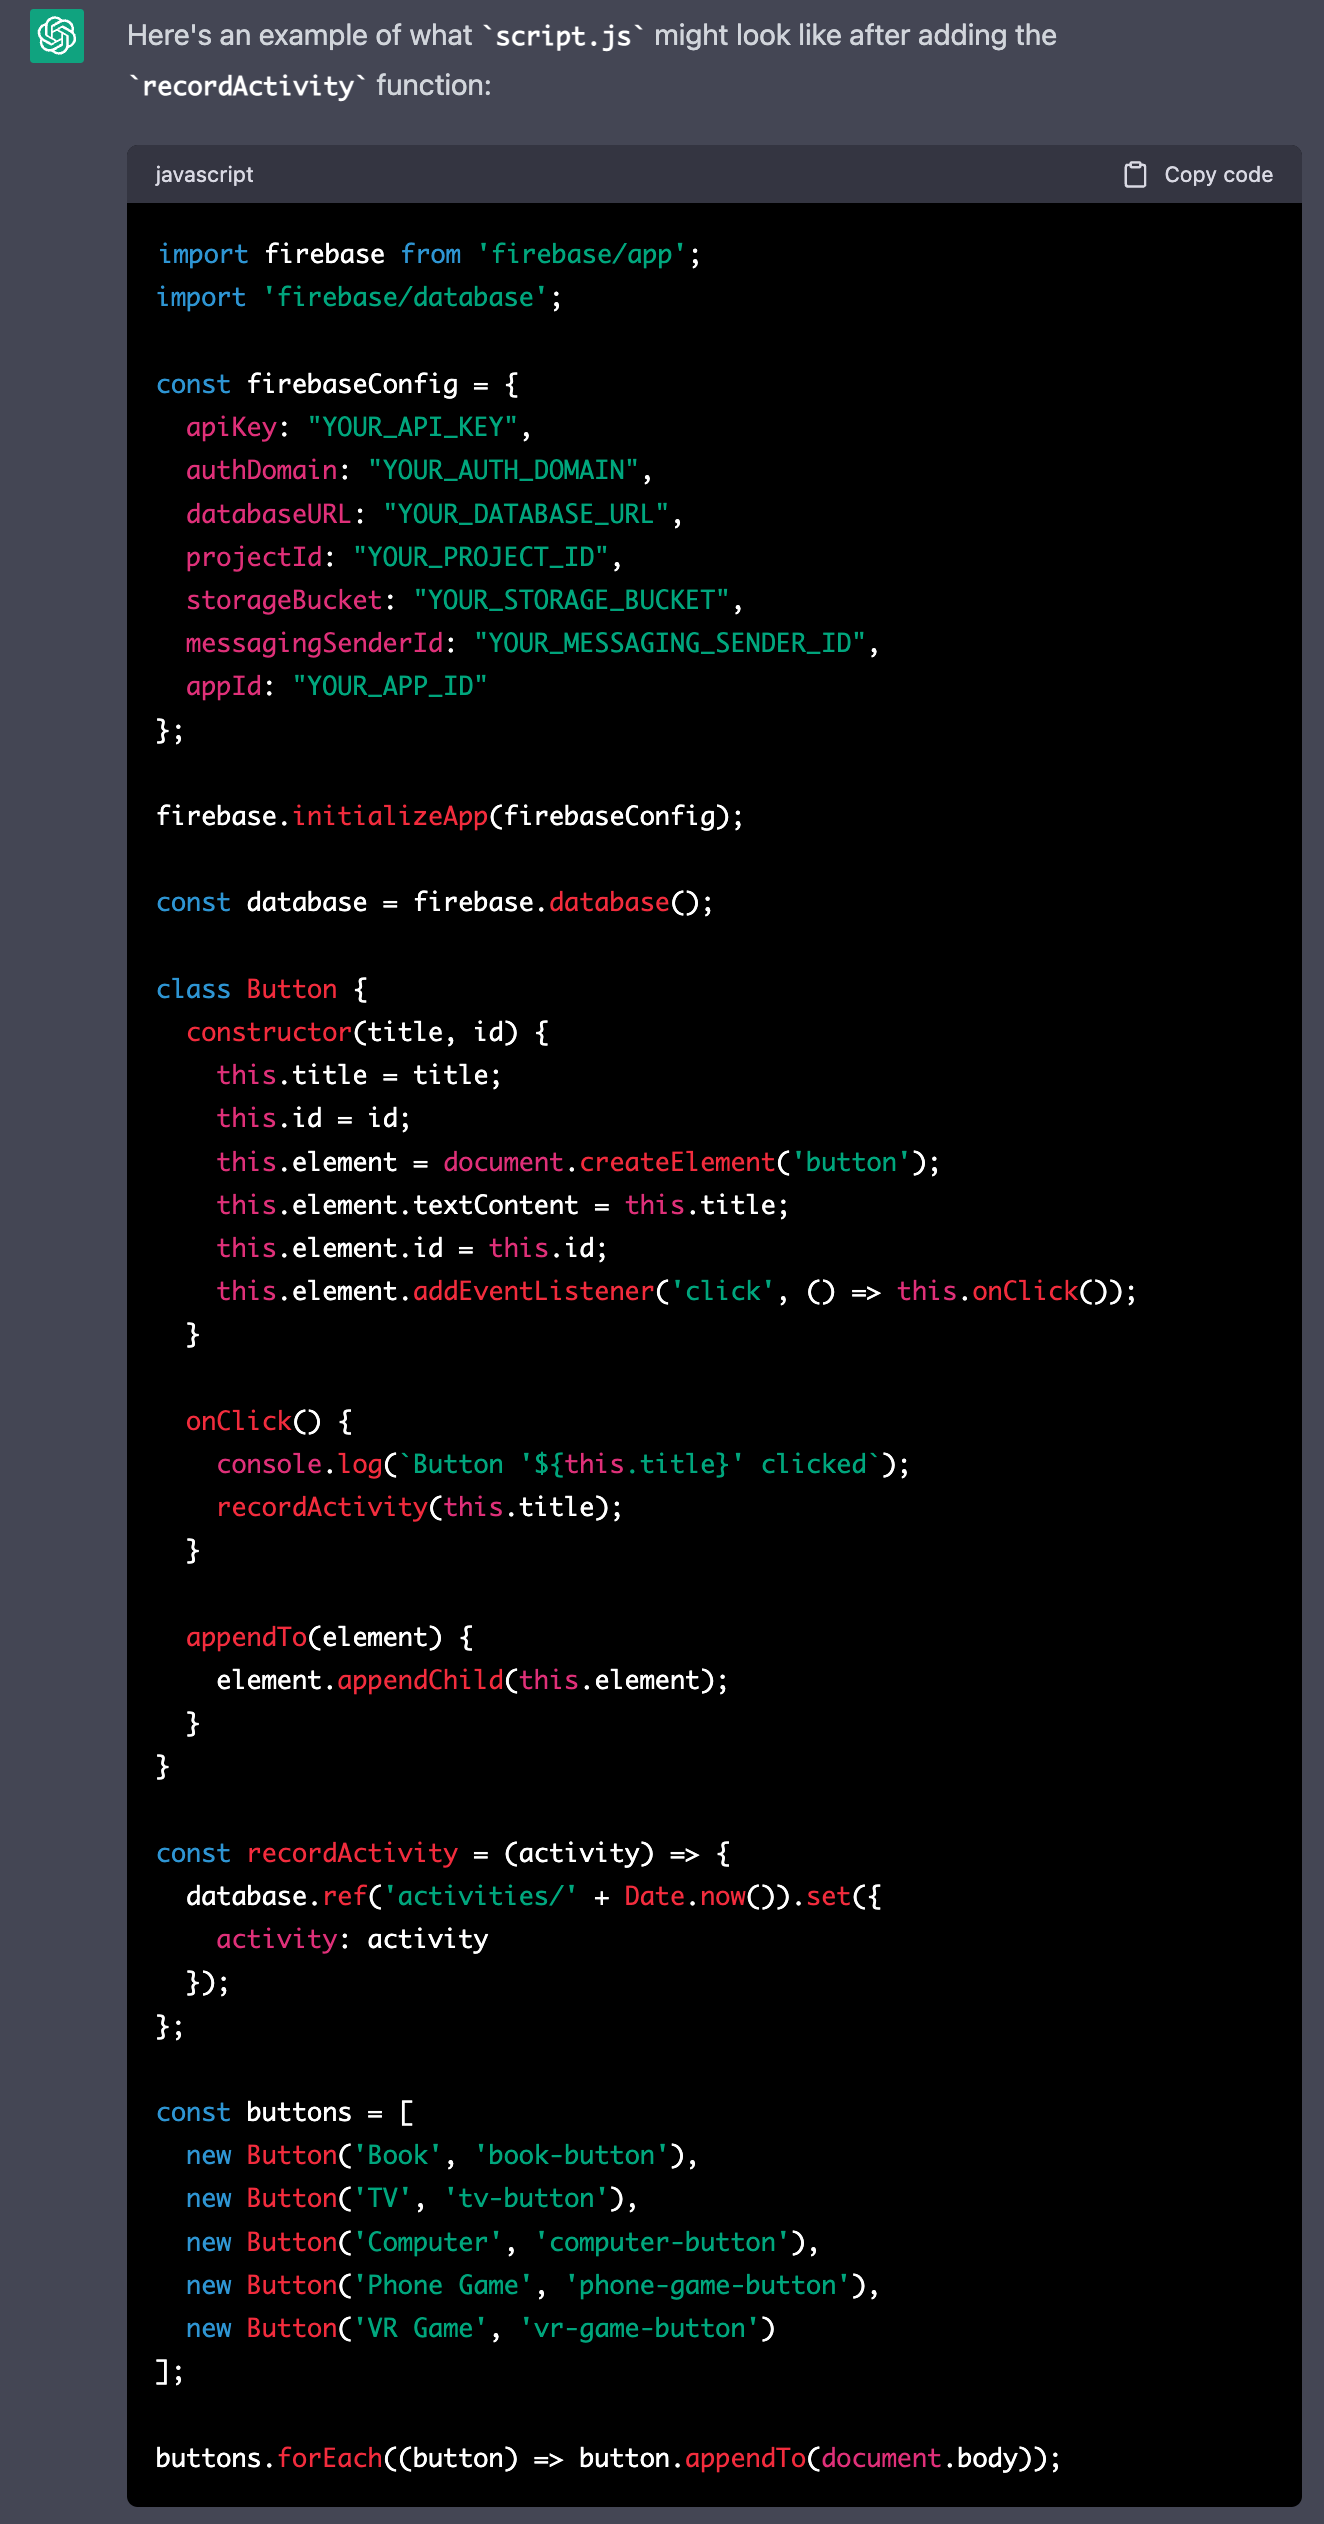 Here's an example of what `script.js` might look like after adding the
`recordActivity` function:
javascript
Copy code
import firebase from 'firebase/app';
import 'firebase/database';

const firebaseConfig = {
  apiKey: "YOUR_API_KEY",
  authDomain: "YOUR_AUTH_DOMAIN",
  databaseURL: "YOUR_DATABASE_URL",
  projectId: "YOUR_PROJECT_ID",
  storageBucket: "YOUR_STORAGE_BUCKET",
  messagingSenderId: "YOUR_MESSAGING_SENDER_ID",
  appId: "YOUR_APP_ID"
};

firebase.initializeApp(firebaseConfig);

const database = firebase.database();

class Button {
  constructor(title, id) {
    this.title = title;
    this.id = id;
    this.element = document.createElement('button');
    this.element.textContent = this.title;
    this.element.id = this.id;
    this.element.addEventListener('click', () => this.onClick());
  }

  onClick() {
    console.log(`Button '${this.title}' clicked`);
    recordActivity(this.title);
  }

  appendTo(element) {
    element.appendChild(this.element);
  }
}

const recordActivity = (activity) => {
  database.ref('activities/' + Date.now()).set({
    activity: activity
  });
};

const buttons = [
  new Button('Book', 'book-button'),
  new Button('TV', 'tv-button'),
  new Button('Computer', 'computer-button'),
  new Button('Phone Game', 'phone-game-button'),
  new Button('VR Game', 'vr-game-button')
];

buttons.forEach((button) => button.appendTo(document.body));